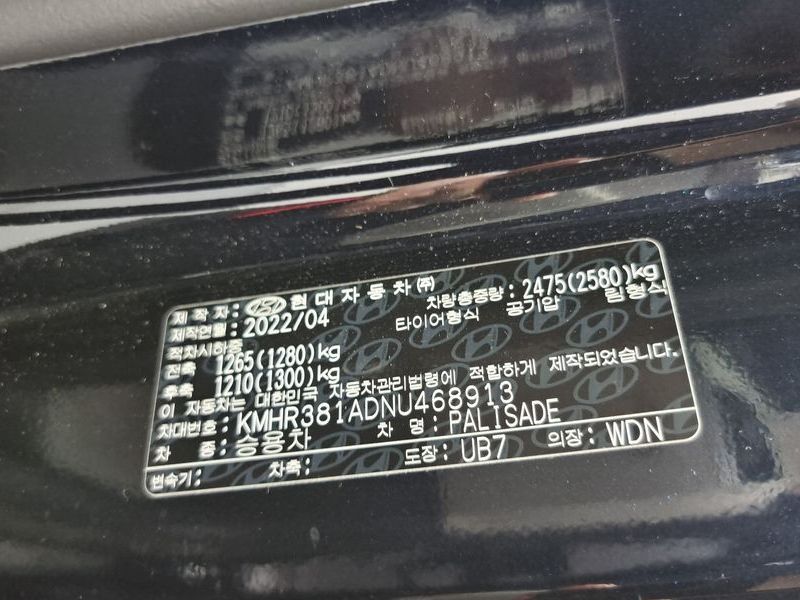 제 작 자 : 현대자동차㈜ 차량총중량 : 2475(2580)kg
제작연월 : 2022/04 타이어형식 공기압 림형식
적차시하중
전축 1265(1280)kg
후축 1210(1300)kg
이 자동차는 대한민국 자동차관리법령에 적합하게 제작되었습니다.
차대번호 : KMHR381ADNU468913
차 종 : 승용차 차 명 : PALISADE
변속기 : 차축 : 도장 : UB7 의장 : WDN